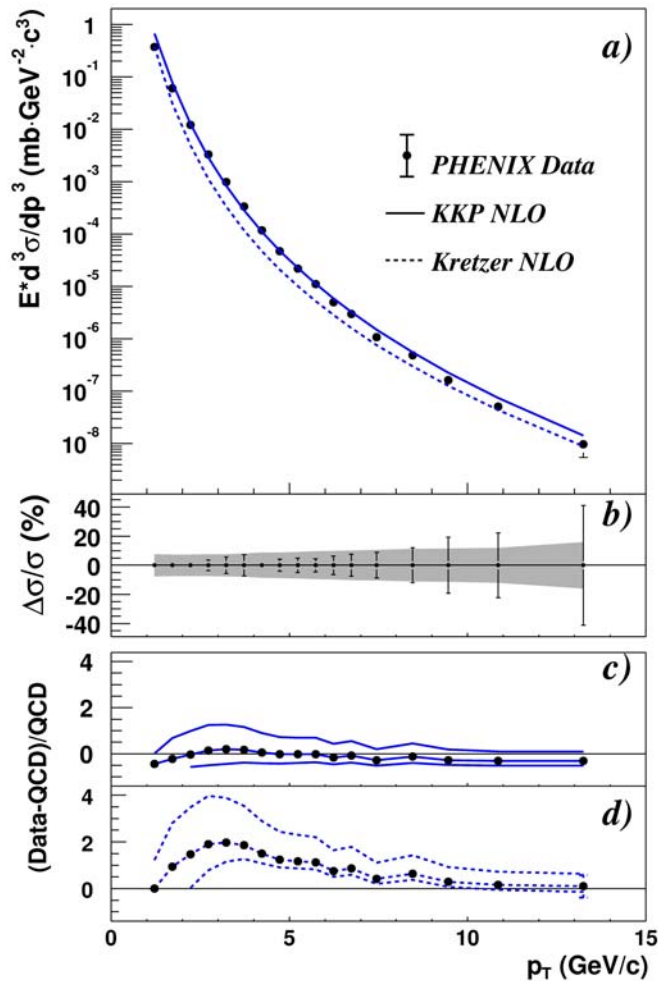 E*d³σ/dp³ (mb·GeV⁻²·c³)
1
10⁻¹
10⁻²
10⁻³
10⁻⁴
10⁻⁵
10⁻⁶
10⁻⁷
10⁻⁸
a)
PHENIX Data
KKP NLO
Kretzer NLO
Δσ/σ (%)
40
20
0
-20
-40
b)
(Data-QCD)/QCD
4
2
0
c)
4
2
0
d)
0 5 10 15
p_T (GeV/c)